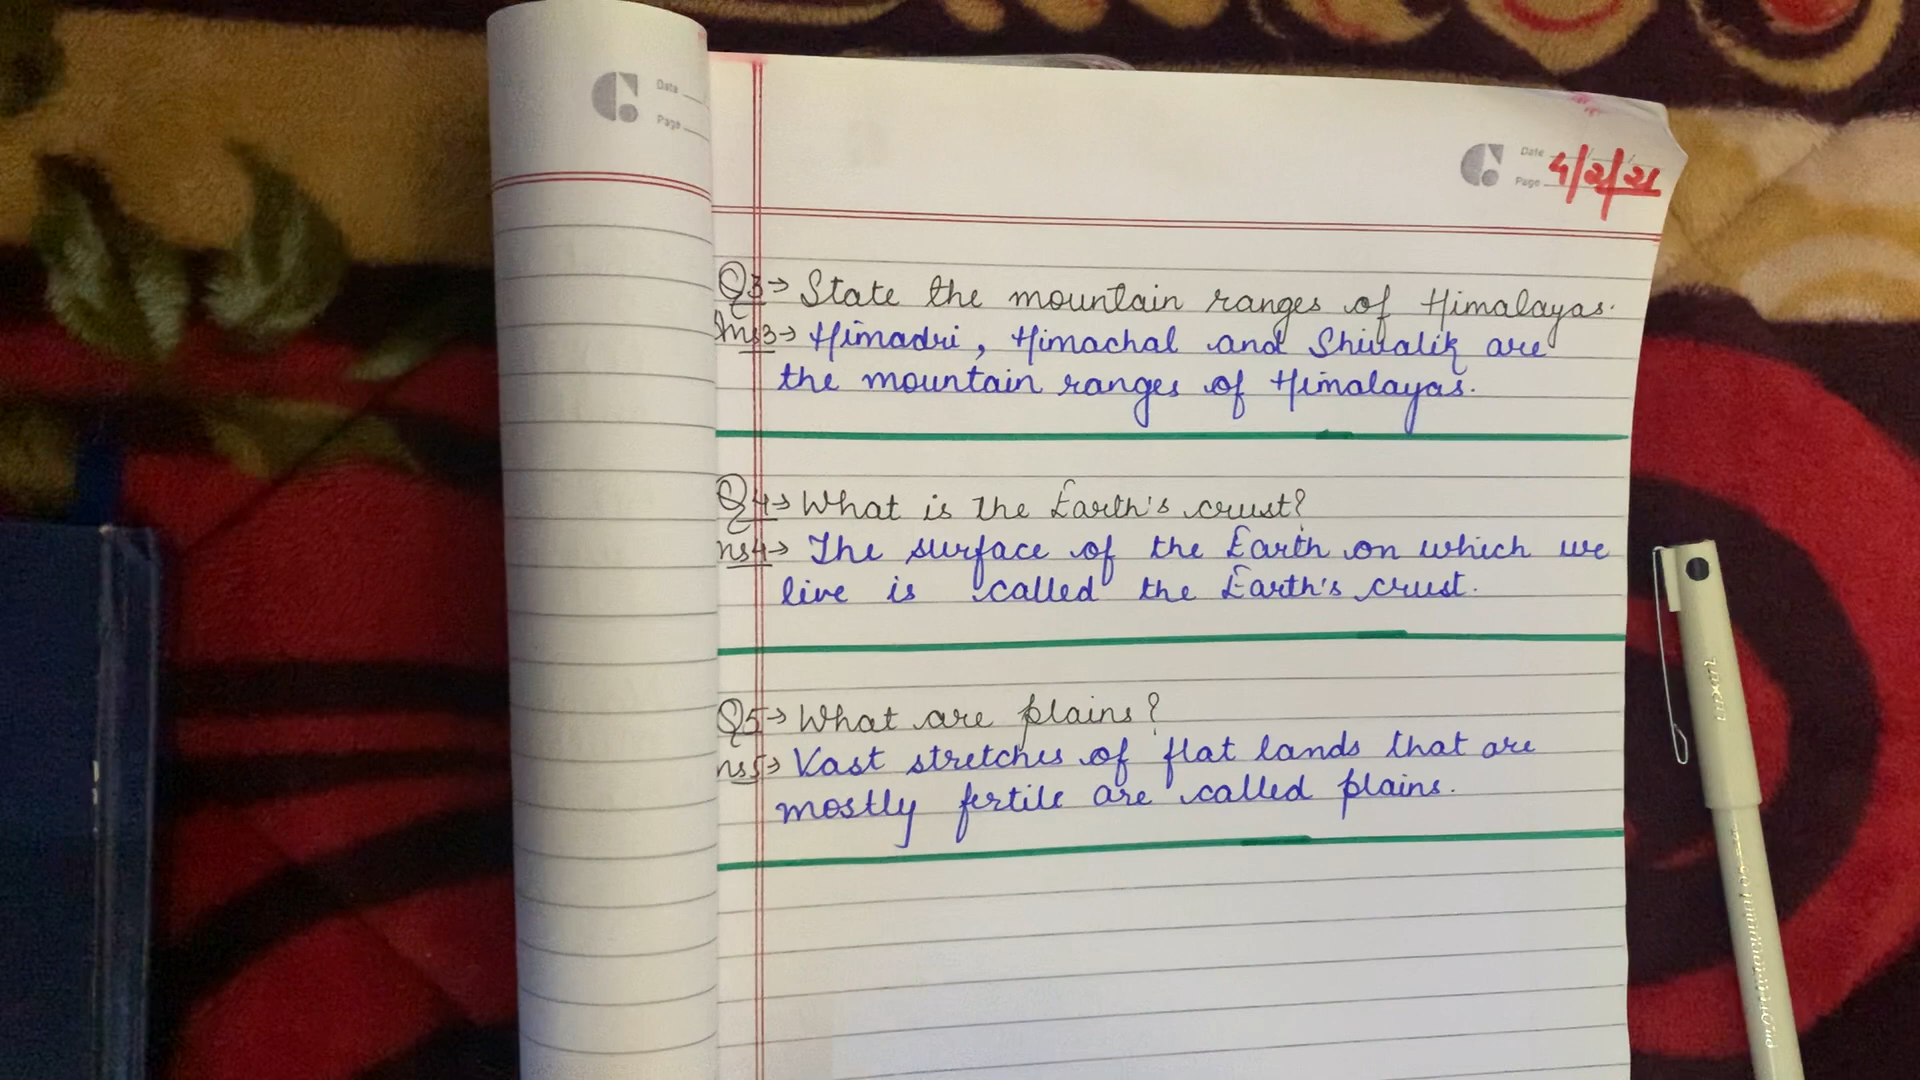 Date
Page
Date 4/2/21
Page
Q3→ State the mountain ranges of Himalayas.
Ans3→ Himadri, Himachal and Shivalik are
the mountain ranges of Himalayas.
Q4→ What is the Earth's crust?
ns4→ The surface of the Earth on which we
live is called the Earth's crust.
Q5→ What are plains?
ns5→ Vast stretches of flat lands that are
mostly fertile are called plains.